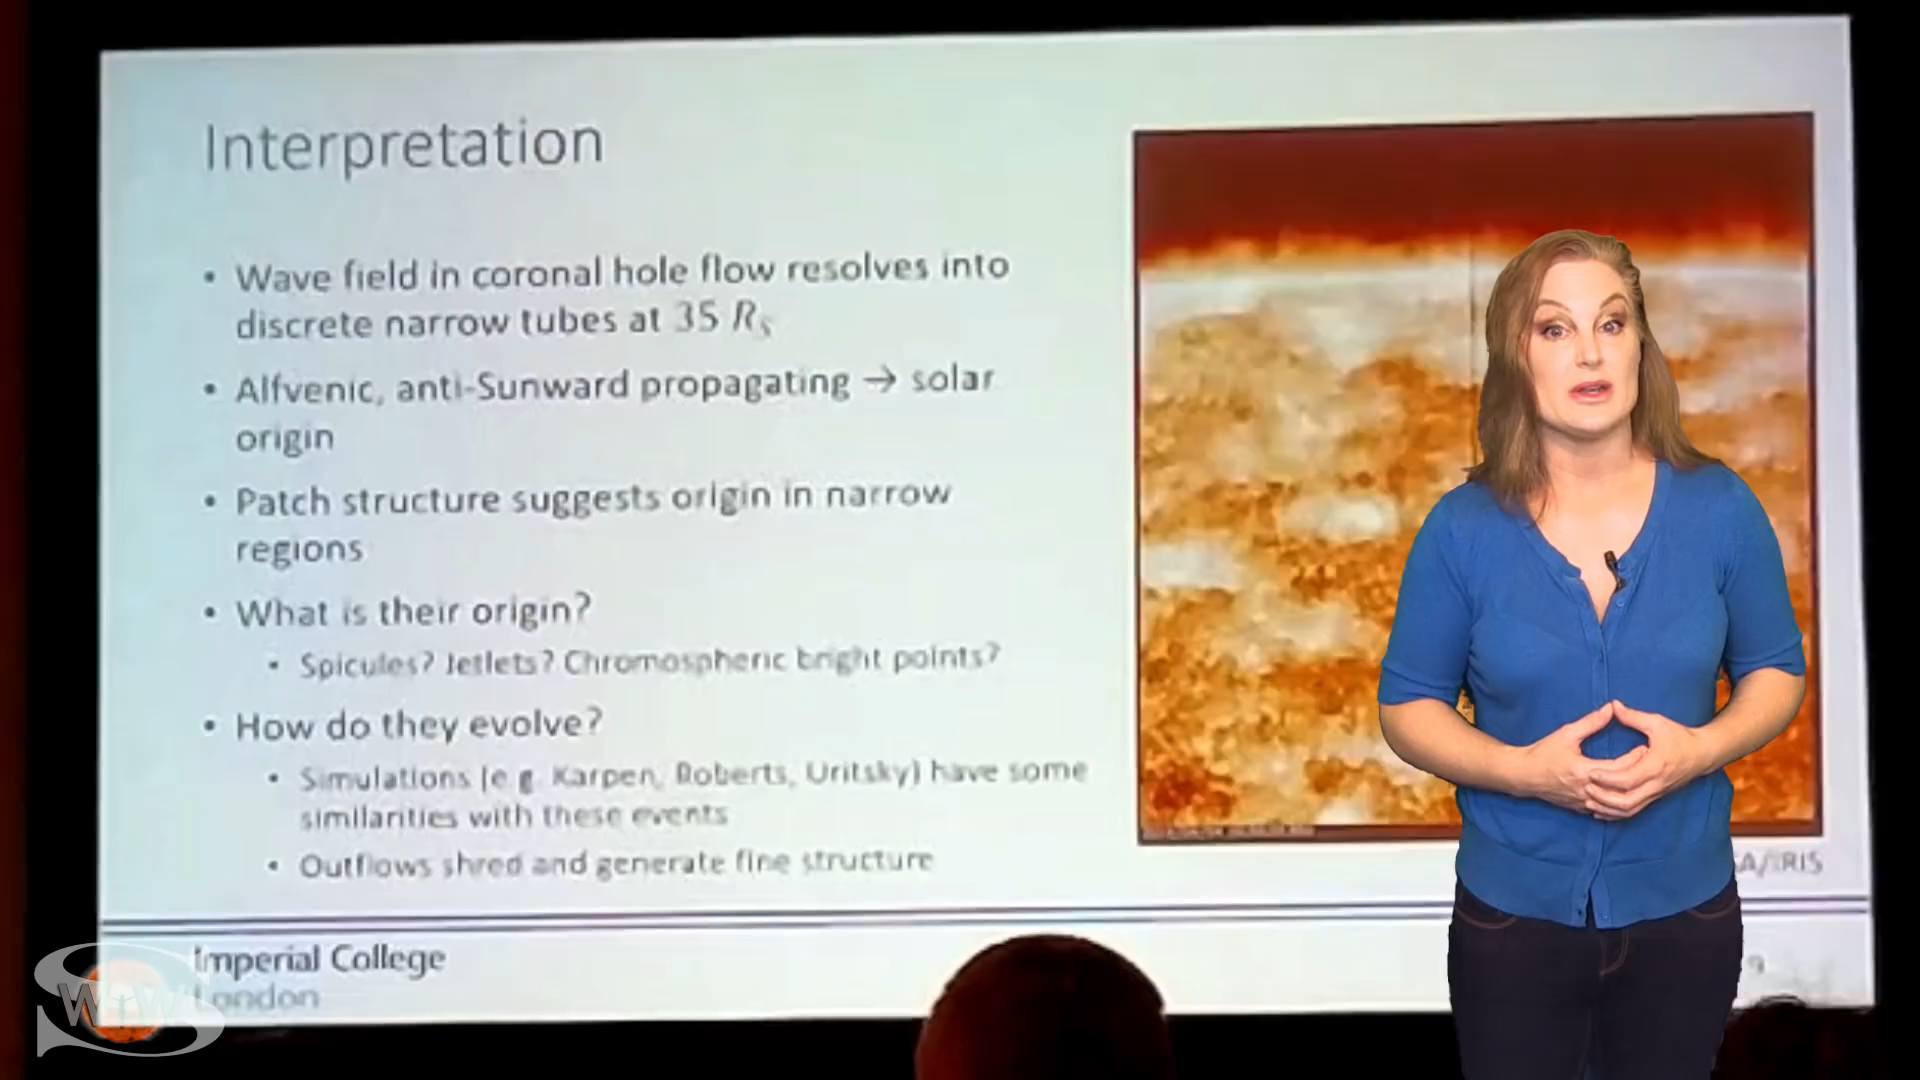 Interpretation
• Wave field in coronal hole flow resolves into
discrete narrow tubes at 35 Rs
• Alfvenic, anti-Sunward propagating → solar
origin
• Patch structure suggests origin in narrow
regions
• What is their origin?
• Spicules? Jetlets? Chromospheric bright points?
• How do they evolve?
• Simulations (e.g. Karpen, Roberts, Uritsky) have some
similarities with these events
• Outflows shred and generate fine structure
A/IRIS
Imperial College
London
9